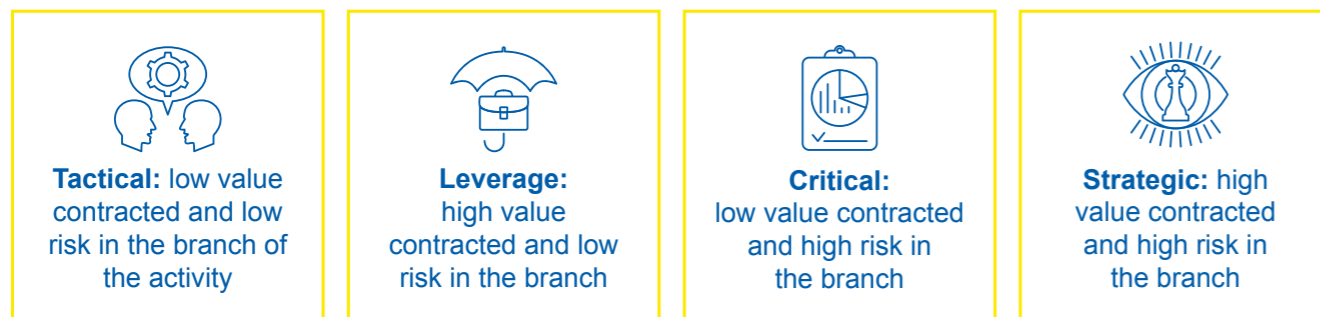 Tactical: low value
contracted and low
risk in the branch of
the activity
Leverage:
high value
contracted and low
risk in the branch
Critical:
low value contracted
and high risk in
the branch
Strategic: high
value contracted
and high risk in
the branch